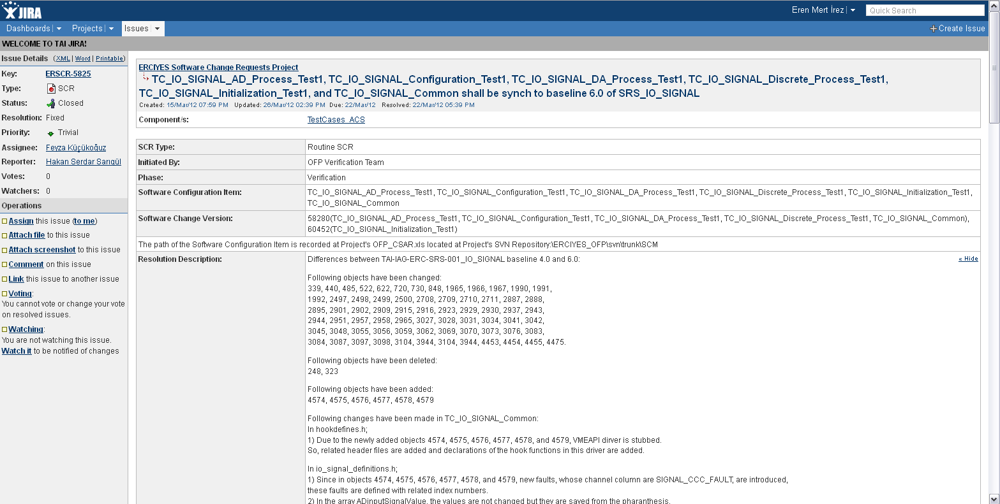 JIRA
Eren Mert İrez
Quick Search
Dashboards
Projects
Issues
Create Issue
WELCOME TO TAI JIRA!
Issue Details (XML | Word | Printable)
Key: ERSCR-5825
Type: SCR
Status: Closed
Resolution: Fixed
Priority: Trivial
Assignee: Feyza Küçükoğuz
Reporter: Hakan Serdar Sarıgül
Votes: 0
Watchers: 0
Operations
Assign this issue (to me)
Attach file to this issue
Attach screenshot to this issue
Comment on this issue
Link this issue to another issue
Voting:
You cannot vote or change your vote
on resolved issues.
Watching:
You are not watching this issue.
Watch it to be notified of changes
ERCIYES Software Change Requests Project
TC_IO_SIGNAL_AD_Process_Test1, TC_IO_SIGNAL_Configuration_Test1, TC_IO_SIGNAL_DA_Process_Test1, TC_IO_SIGNAL_Discrete_Process_Test1,
TC_IO_SIGNAL_Initialization_Test1, and TC_IO_SIGNAL_Common shall be synch to baseline 6.0 of SRS_IO_SIGNAL
Created: 15/Mar/12 07:59 PM Updated: 26/Mar/12 02:39 PM Due: 22/Mar/12 Resolved: 22/Mar/12 05:39 PM
Component/s: TestCases_ACS
SCR Type: Routine SCR
Initiated By: OFP Verification Team
Phase: Verification
Software Configuration Item: TC_IO_SIGNAL_AD_Process_Test1, TC_IO_SIGNAL_Configuration_Test1, TC_IO_SIGNAL_DA_Process_Test1, TC_IO_SIGNAL_Discrete_Process_Test1, TC_IO_SIGNAL_Initialization_Test1,
TC_IO_SIGNAL_Common
Software Change Version: 58280(TC_IO_SIGNAL_AD_Process_Test1, TC_IO_SIGNAL_Configuration_Test1, TC_IO_SIGNAL_DA_Process_Test1, TC_IO_SIGNAL_Discrete_Process_Test1, TC_IO_SIGNAL_Common),
60452(TC_IO_SIGNAL_Initialization_Test1)
The path of the Software Configuration Item is recorded at Project's OFP_CSAR.xls located at Project's SVN Repository:\ERCIYES_OFP\svn\trunk\SCM
Resolution Description: Differences between TAI-IAG-ERC-SRS-001_IO_SIGNAL baseline 4.0 and 6.0: « Hide
Following objects have been changed:
339, 440, 485, 522, 622, 720, 730, 848, 1965, 1966, 1967, 1990, 1991,
1992, 2497, 2498, 2499, 2500, 2708, 2709, 2710, 2711, 2887, 2888,
2895, 2901, 2902, 2909, 2915, 2916, 2923, 2929, 2930, 2937, 2943,
2944, 2951, 2957, 2958, 2965, 3027, 3028, 3031, 3034, 3041, 3042,
3045, 3048, 3055, 3056, 3059, 3062, 3069, 3070, 3073, 3076, 3083,
3084, 3087, 3097, 3098, 3104, 3944, 3104, 3944, 4453, 4454, 4455, 4475.
Following objects have been deleted:
248, 323
Following objects have been added:
4574, 4575, 4576, 4577, 4578, 4579
Following changes have been made in TC_IO_SIGNAL_Common:
In hookdefines.h;
1) Due to the newly added objects 4574, 4575, 4576, 4577, 4578, and 4579, VMEAPI dirver is stubbed.
So, related header files are added and declarations of the hook functions in this driver are added.
In io_signal_definitions.h;
1) Since in objects 4574, 4575, 4576, 4577, 4578, and 4579, new faults, whose channel column are SIGNAL_CCC_FAULT, are introduced,
these faults are defined with related index numbers.
2) In the array ADinputSignalValue, the values are not changed but they are saved from the pharanthesis.